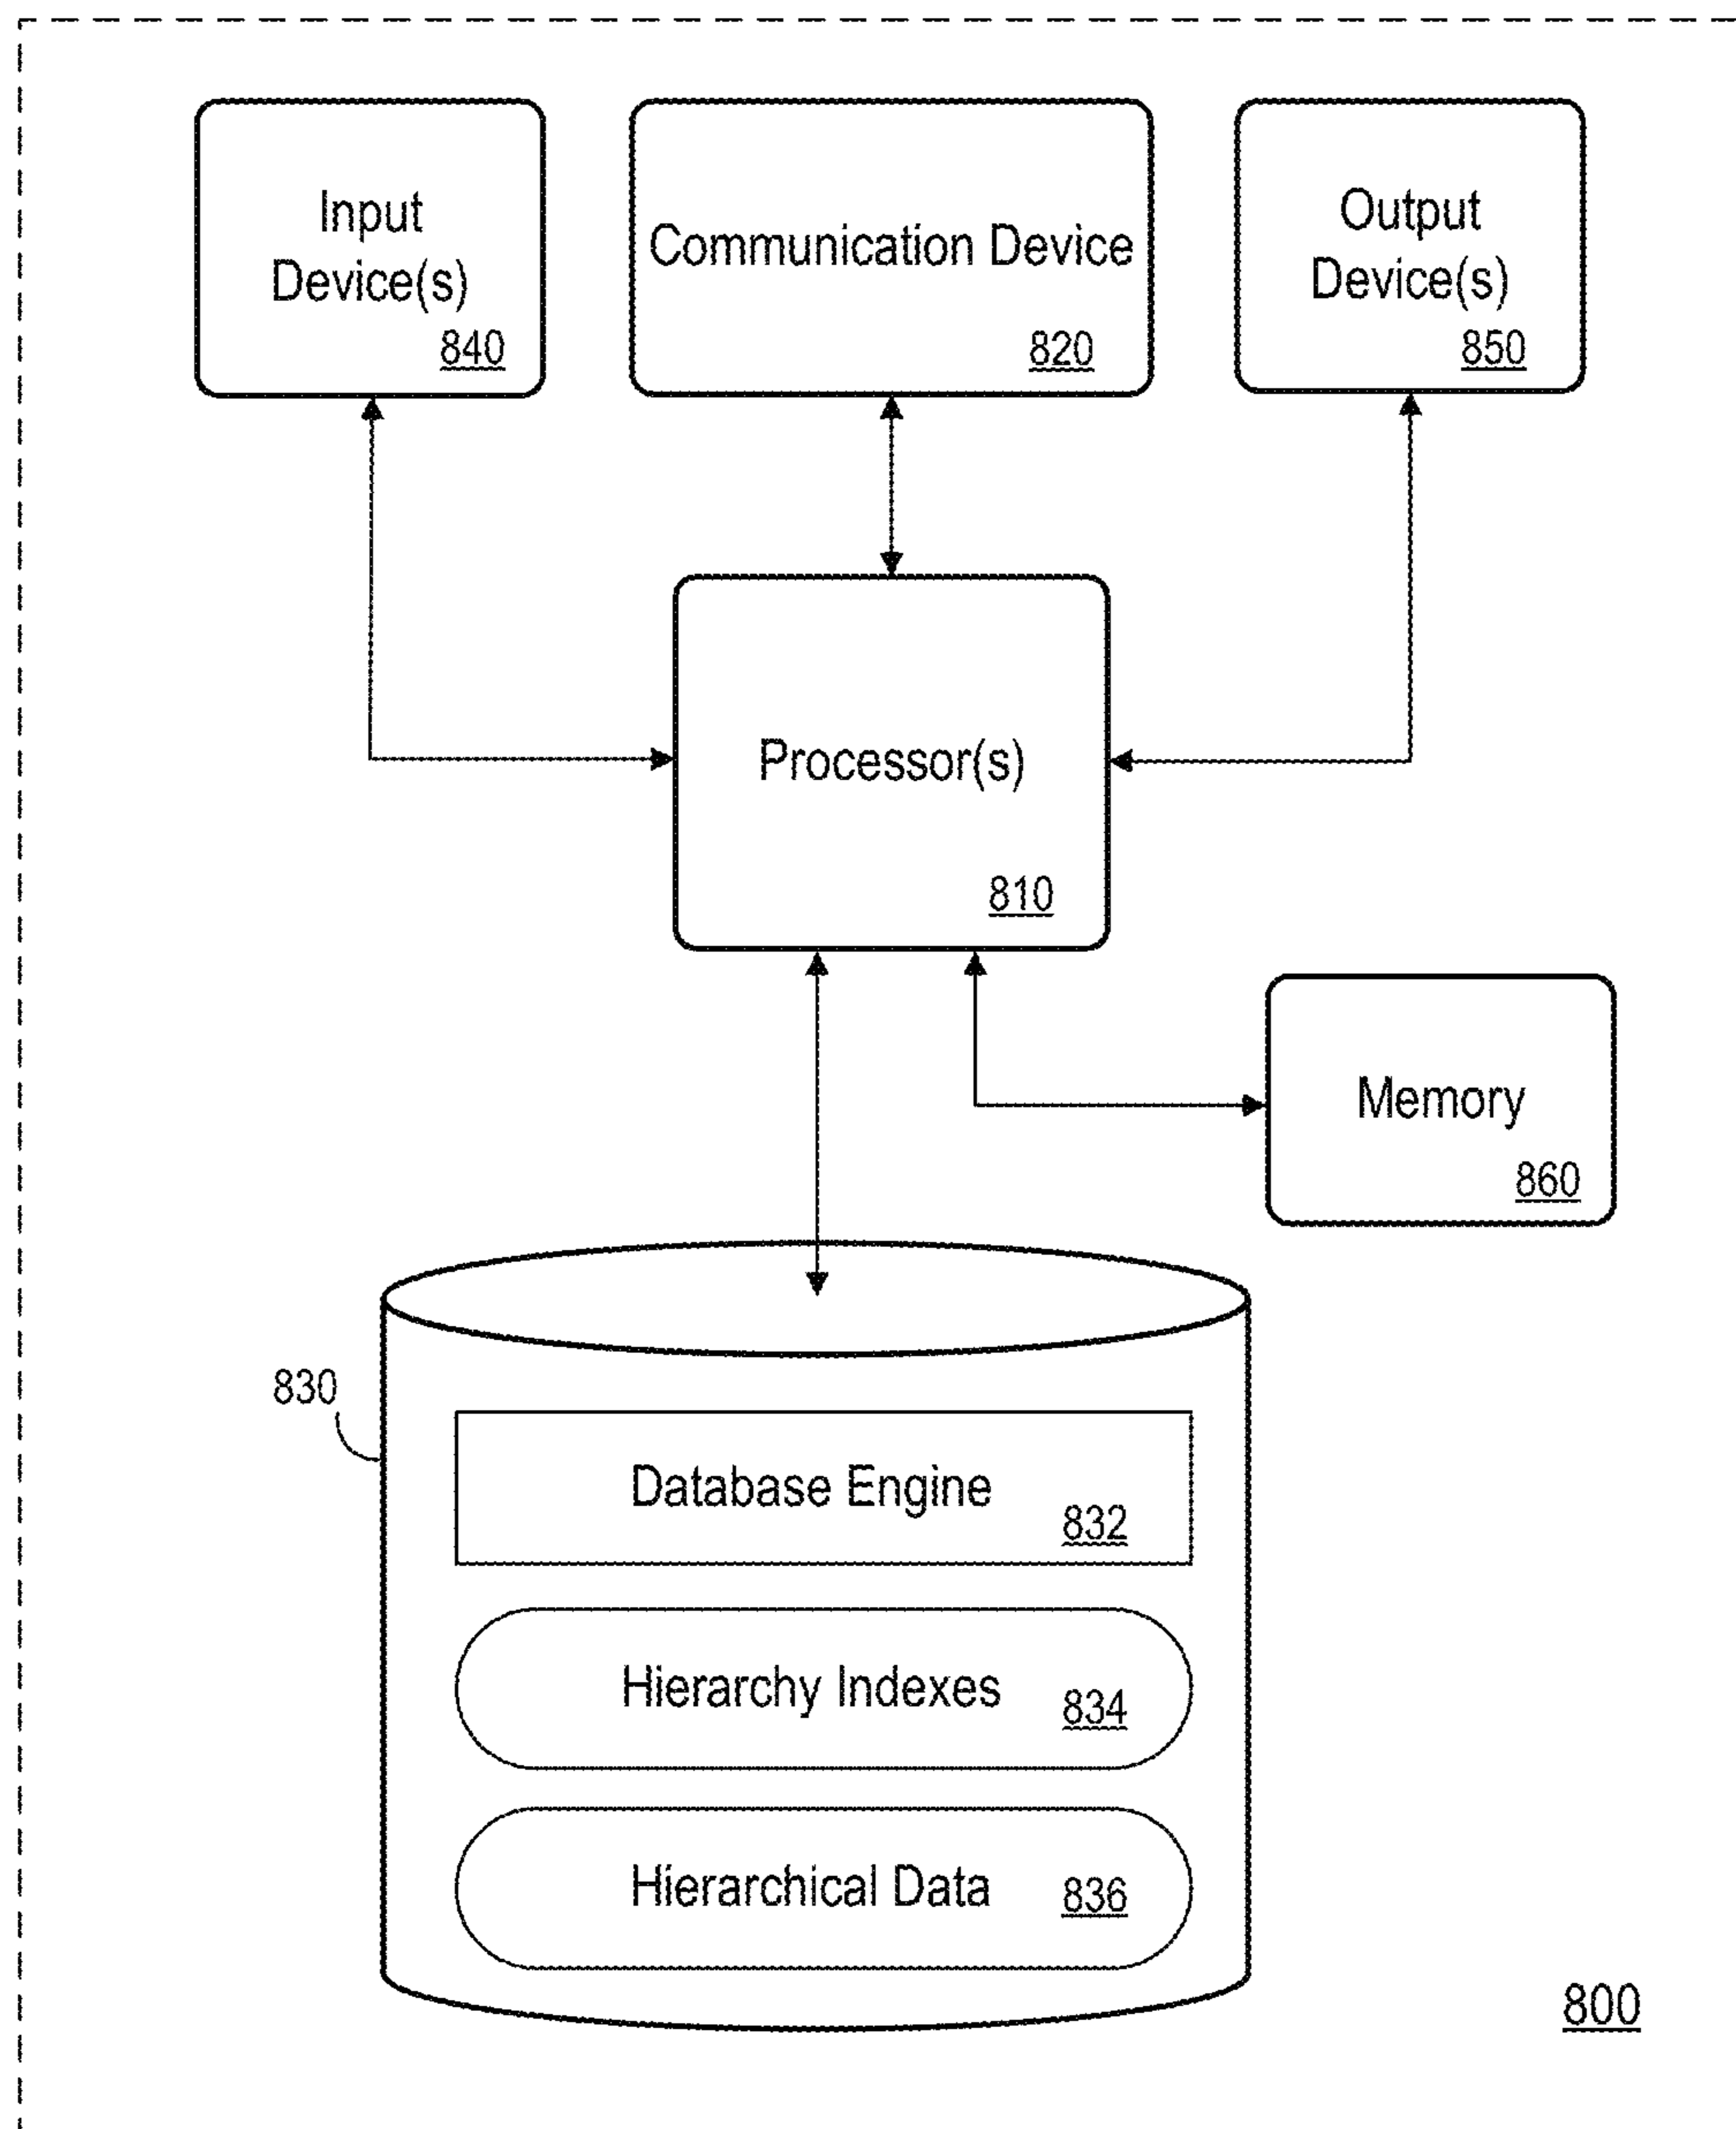 Input
Device(s)
840
Communication Device
820
Output
Device(s)
850
Processor(s)
810
Memory
860
830
Database Engine
832
Hierarchy Indexes
834
Hierarchical Data
836
800